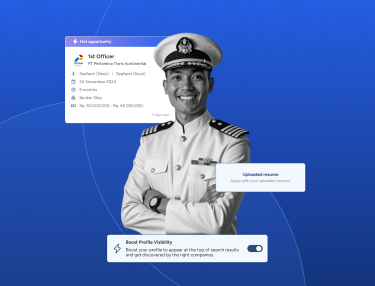 Hot opportunity
1st Officer
PT Pertamina Trans Kontinental
Seafarer (Deck) | Seafarer (Deck)
24 November 2024
9 months
Bunker Ship
Rp. 50.000.000 - Rp. 65.000.000
2 days ago
Uploaded resume
Apply with your uploaded resume!
Boost Profile Visibility
Boost your profile to appear at the top of search results
and get discovered by the right companies.